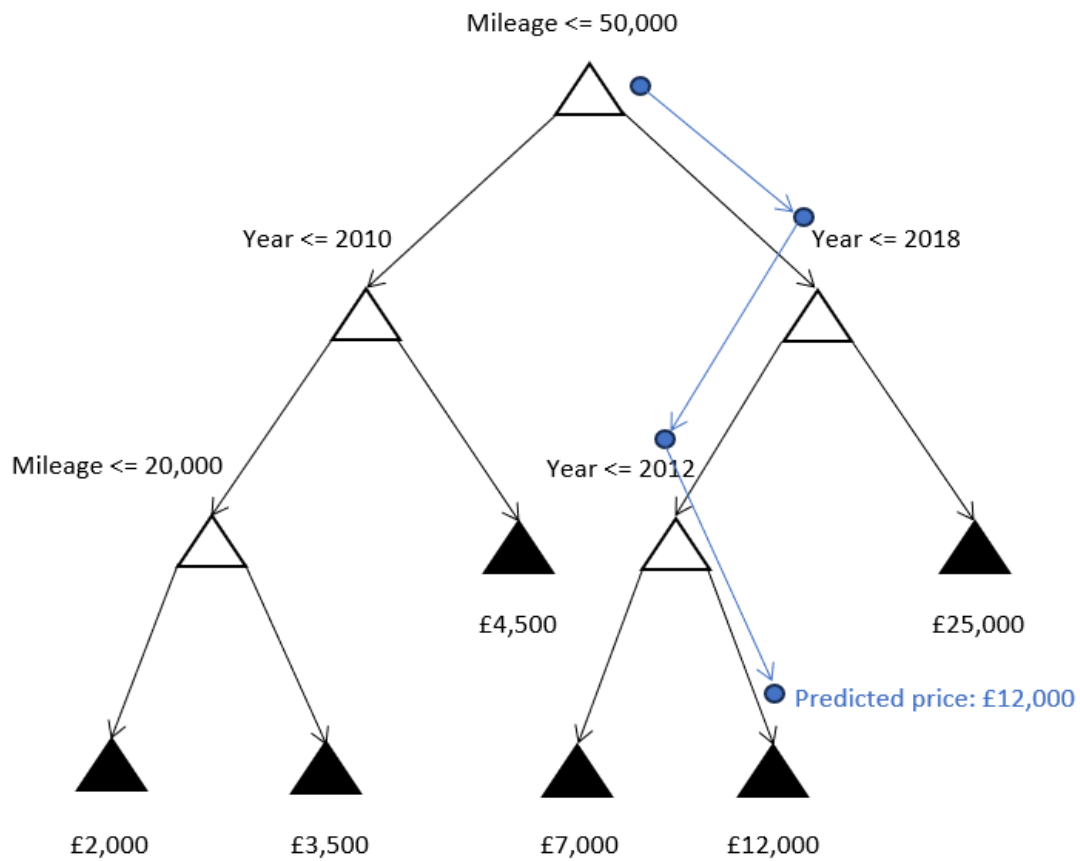 Mileage <= 50,000
Year <= 2010
Year <= 2018
Mileage <= 20,000
Year <= 2012
£4,500
£25,000
Predicted price: £12,000
£2,000
£3,500
£7,000
£12,000